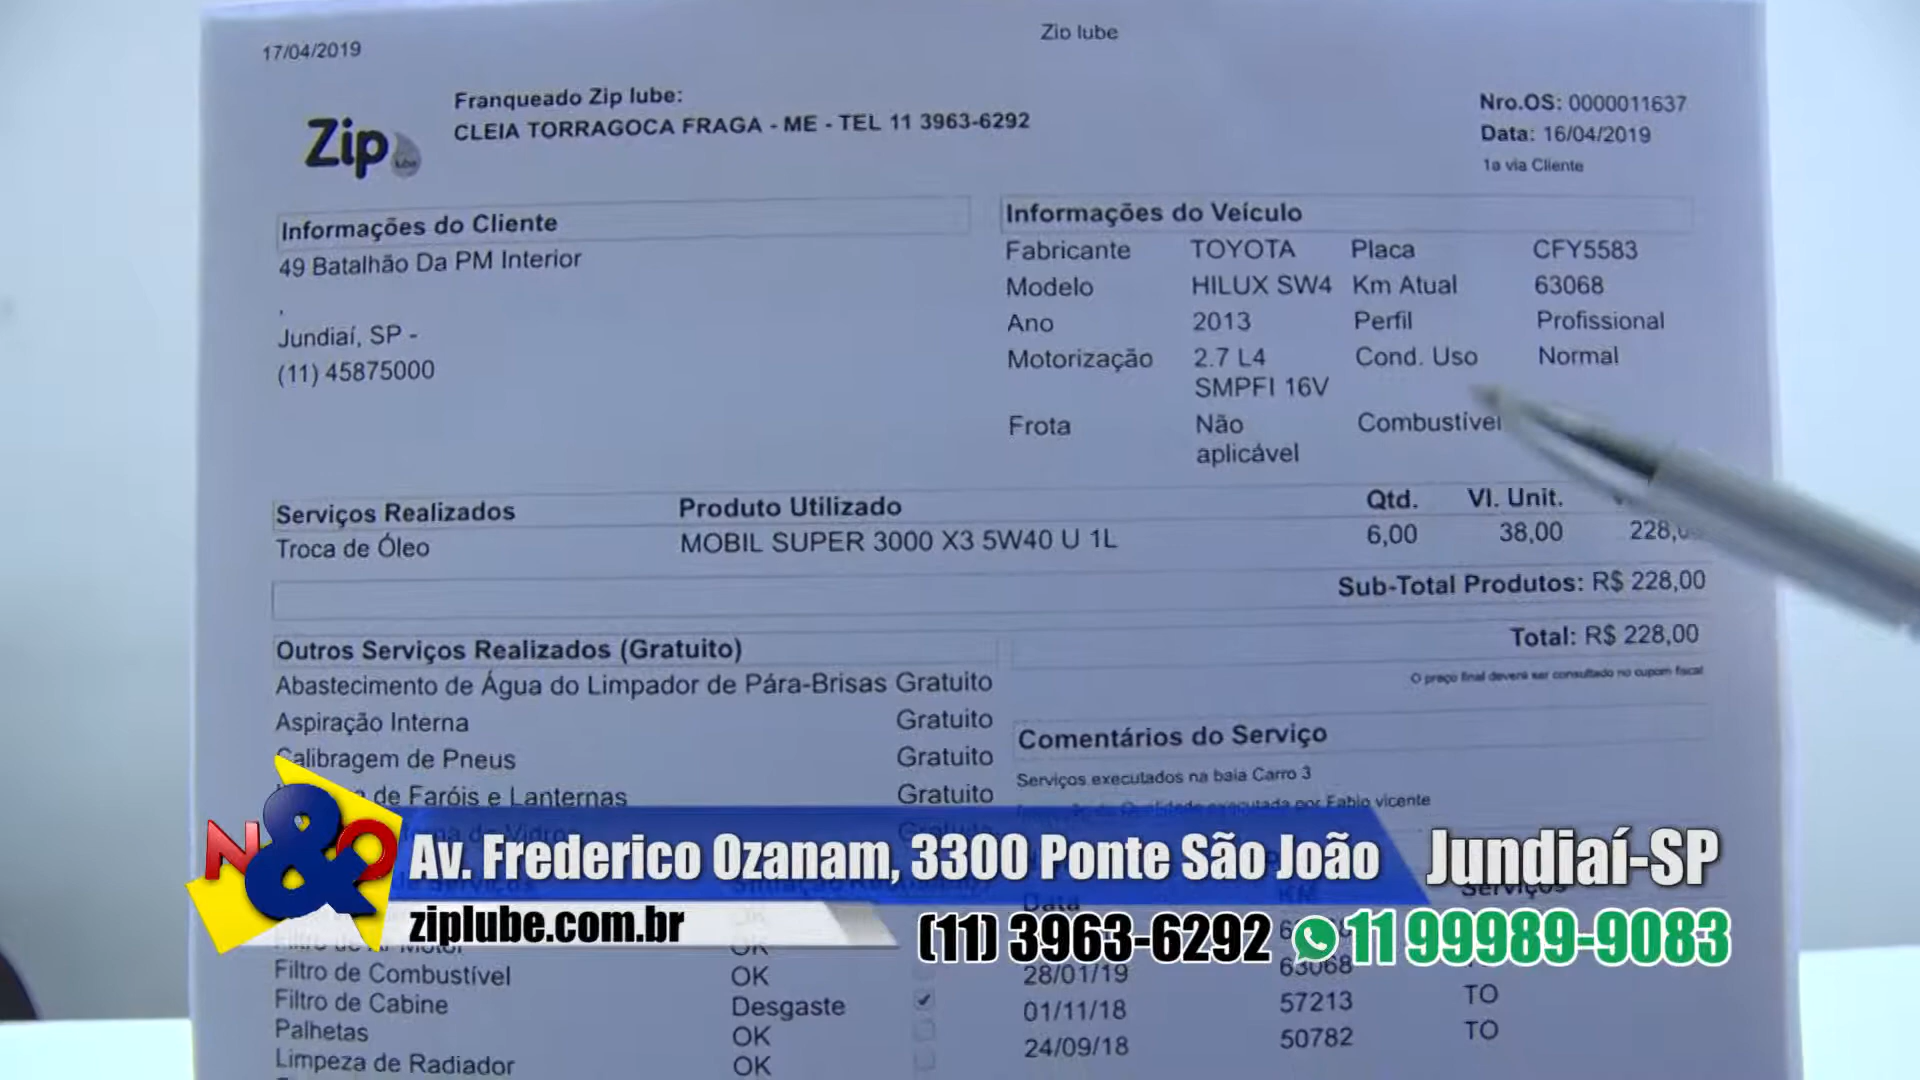 17/04/2019
Zip lube
Zip
lube
Franqueado Zip lube:
CLEIA TORRAGOCA FRAGA - ME - TEL 11 3963-6292
Nro.OS: 0000011637
Data: 16/04/2019
1a via Cliente
Informações do Cliente
49 Batalhão Da PM Interior
,
Jundiaí, SP -
(11) 45875000
Informações do Veículo
Fabricante TOYOTA Placa CFY5583
Modelo HILUX SW4 Km Atual 63068
Ano 2013 Perfil Profissional
Motorização 2.7 L4 Cond. Uso Normal
SMPFI 16V
Frota Não Combustível
aplicável
Serviços Realizados Produto Utilizado Qtd. Vl. Unit.
Troca de Óleo MOBIL SUPER 3000 X3 5W40 U 1L 6,00 38,00 228,0
Sub-Total Produtos: R$ 228,00
Total: R$ 228,00
O preço final deverá ser consultado no cupom fiscal
Outros Serviços Realizados (Gratuito)
Abastecimento de Água do Limpador de Pára-Brisas Gratuito
Aspiração Interna Gratuito
Calibragem de Pneus Gratuito
de Faróis e Lanternas Gratuito
Comentários do Serviço
Serviços executados na baia Carro 3
Qualidade executada por Fabio vicente
N&O
Av. Frederico Ozanam, 3300 Ponte São João Jundiaí-SP
ziplube.com.br
(11) 3963-6292 11 99989-9083
Data Serviços
Filtro de Ar Motor OK
Filtro de Combustível OK
Filtro de Cabine Desgaste
Palhetas OK
Limpeza de Radiador OK
28/01/19 63068
01/11/18 57213 TO
24/09/18 50782 TO